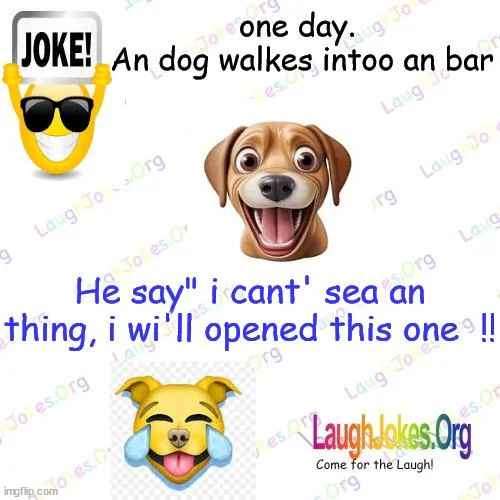 JOKE!
one day.
An dog walkes intoo an bar
He say" i cant' sea an
thing, i wi'll opened this one !!
LaughJokes.Org
Come for the Laugh!
imgflip.com